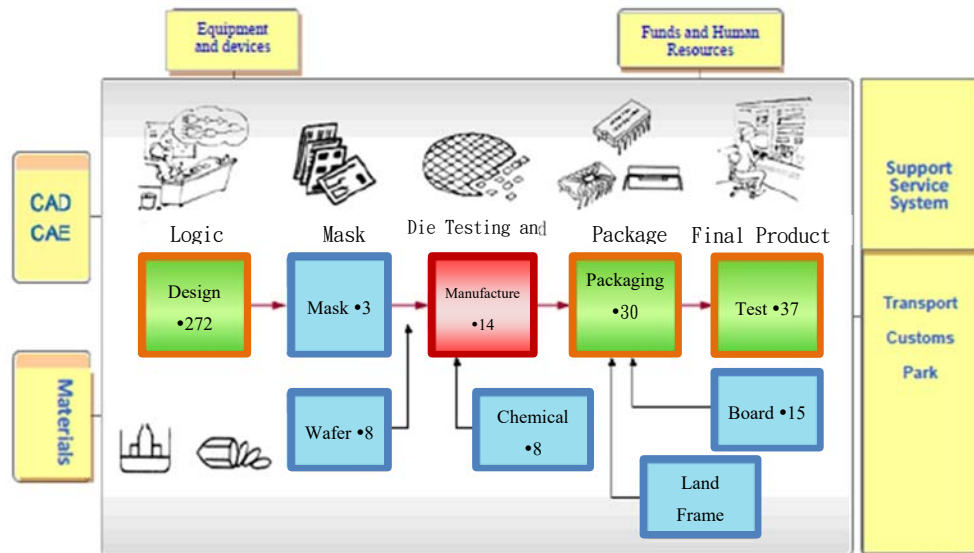 Equipment
and devices
Funds and Human
Resources
CAD
CAE
Support
Service
System
Logic
Mask
Die Testing and
Package
Final Product
Design
•272
Mask •3
Manufacture
•14
Packaging
•30
Test •37
Transport
Customs
Park
Materials
Wafer •8
Chemical
•8
Board •15
Land
Frame